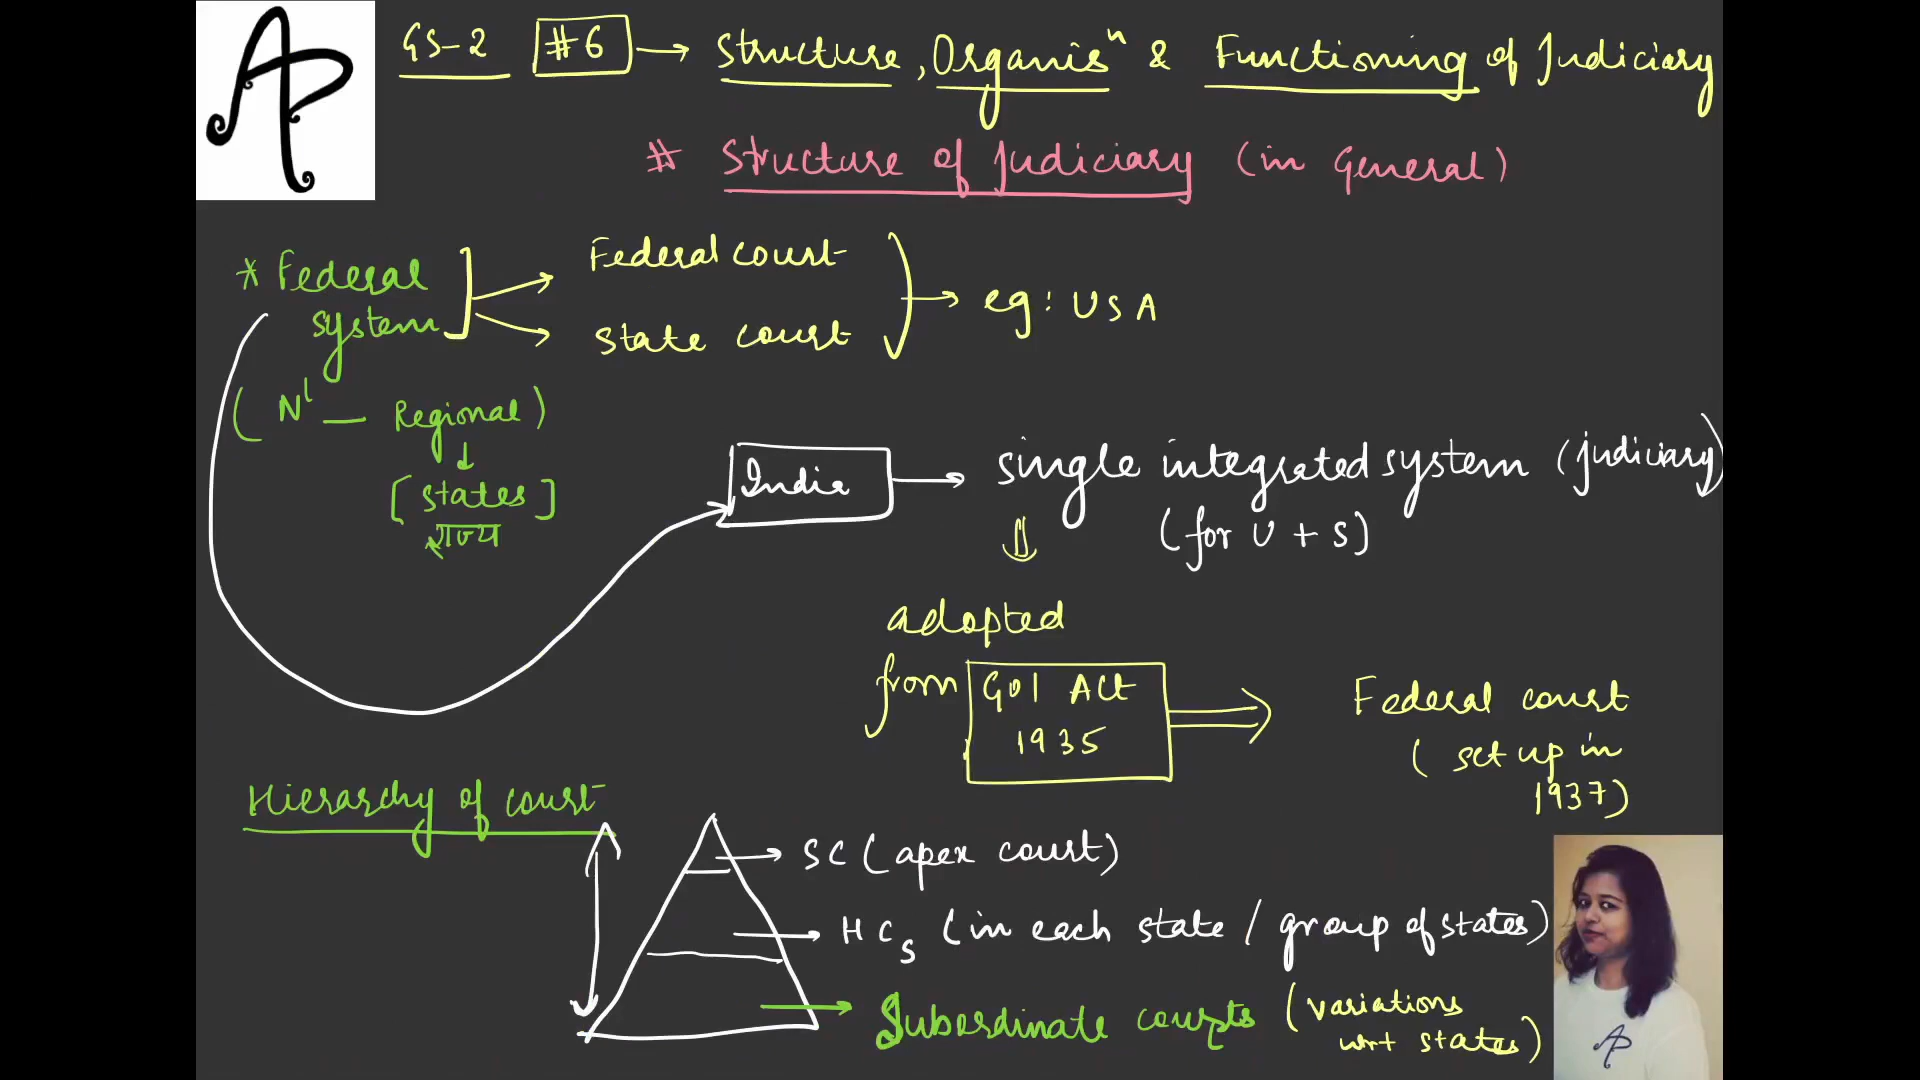 AP
GS-2 #6 → Structure, Organisⁿ & Functioning of Judiciary
# Structure of Judiciary (in General)
* Federal system
Federal court
State court
→ eg: USA
(Nˡ — Regional)
↓
[States]
राज्य
India → single integrated system (judiciary)
(for U + S)
adopted
from GOI Act
1935
Federal court
(set up in
1937)
Hierarchy of court
→ SC (apex court)
→ HCs (in each state / group of states)
→ Subordinate courts (variations
wrt states)
AP